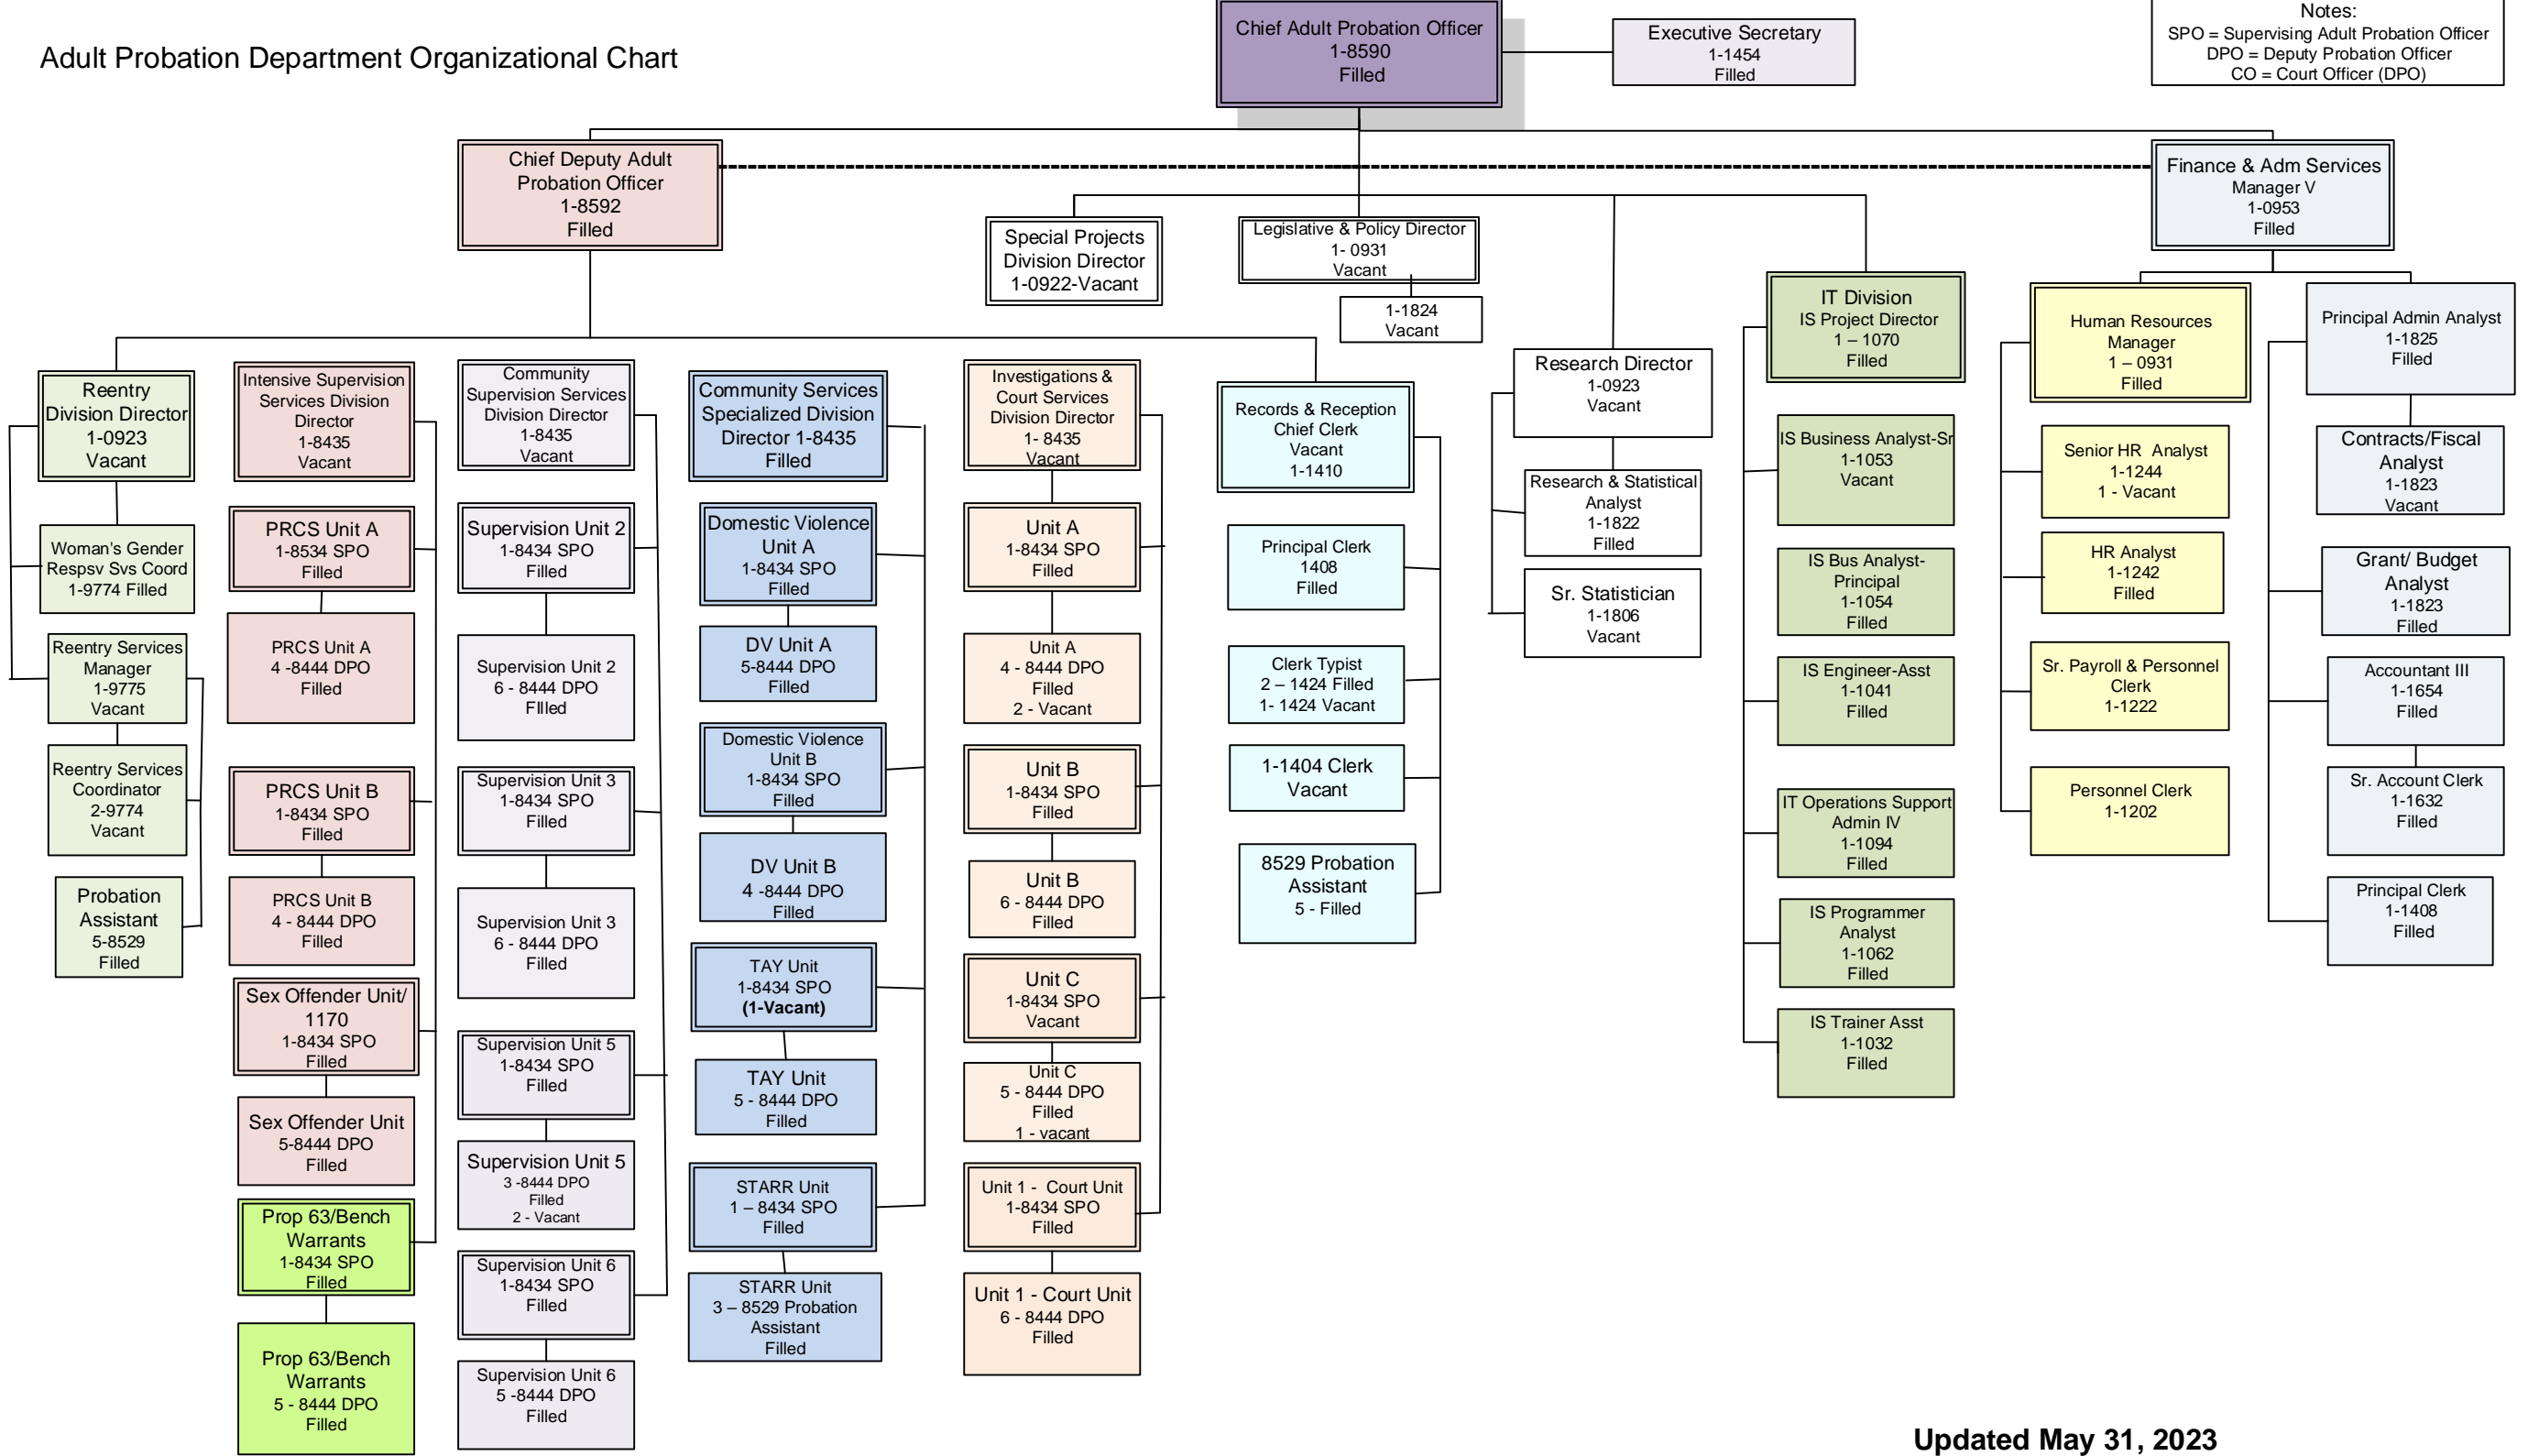 Adult Probation Department Organizational Chart
Chief Adult Probation Officer
1-8590
Filled
Executive Secretary
1-1454
Filled
Notes:
SPO = Supervising Adult Probation Officer
DPO = Deputy Probation Officer
CO = Court Officer (DPO)
Chief Deputy Adult
Probation Officer
1-8592
Filled
Finance & Adm Services
Manager V
1-0953
Filled
Special Projects
Division Director
1-0922-Vacant
Legislative & Policy Director
1- 0931
Vacant
1-1824
Vacant
Research Director
1-0923
Vacant
Research & Statistical
Analyst
1-1822
Filled
Sr. Statistician
1-1806
Vacant
Reentry
Division Director
1-0923
Vacant
Woman's Gender
Respsv Svs Coord
1-9774 Filled
Reentry Services
Manager
1-9775
Vacant
Reentry Services
Coordinator
2-9774
Vacant
Probation
Assistant
5-8529
Filled
Intensive Supervision
Services Division
Director
1-8435
Vacant
PRCS Unit A
1-8534 SPO
Filled
PRCS Unit A
4 -8444 DPO
Filled
PRCS Unit B
1-8434 SPO
Filled
PRCS Unit B
4 - 8444 DPO
Filled
Sex Offender Unit/
1170
1-8434 SPO
Filled
Sex Offender Unit
5-8444 DPO
Filled
Prop 63/Bench
Warrants
1-8434 SPO
Filled
Prop 63/Bench
Warrants
5 - 8444 DPO
Filled
Community
Supervision Services
Division Director
1-8435
Vacant
Supervision Unit 2
1-8434 SPO
Filled
Supervision Unit 2
6 - 8444 DPO
FIlled
Supervision Unit 3
1-8434 SPO
Filled
Supervision Unit 3
6 - 8444 DPO
Filled
Supervision Unit 5
1-8434 SPO
Filled
Supervision Unit 5
3 -8444 DPO
Filled
2 - Vacant
Supervision Unit 6
1-8434 SPO
Filled
Supervision Unit 6
5 -8444 DPO
Filled
Community Services
Specialized Division
Director 1-8435
Filled
Domestic Violence
Unit A
1-8434 SPO
Filled
DV Unit A
5-8444 DPO
Filled
Domestic Violence
Unit B
1-8434 SPO
Filled
DV Unit B
4 -8444 DPO
Filled
TAY Unit
1-8434 SPO
(1-Vacant)
TAY Unit
5 - 8444 DPO
Filled
STARR Unit
1 – 8434 SPO
Filled
STARR Unit
3 – 8529 Probation
Assistant
Filled
Investigations &
Court Services
Division Director
1- 8435
Vacant
Unit A
1-8434 SPO
Filled
Unit A
4 - 8444 DPO
Filled
2 - Vacant
Unit B
1-8434 SPO
Filled
Unit B
6 - 8444 DPO
Filled
Unit C
1-8434 SPO
Vacant
Unit C
5 - 8444 DPO
Filled
1 - vacant
Unit 1 - Court Unit
1-8434 SPO
Filled
Unit 1 - Court Unit
6 - 8444 DPO
Filled
Records & Reception
Chief Clerk
Vacant
1-1410
Principal Clerk
1408
Filled
Clerk Typist
2 – 1424 Filled
1- 1424 Vacant
1-1404 Clerk
Vacant
8529 Probation
Assistant
5 - Filled
IT Division
IS Project Director
1 – 1070
Filled
IS Business Analyst-Sr
1-1053
Vacant
IS Bus Analyst-
Principal
1-1054
Filled
IS Engineer-Asst
1-1041
Filled
IT Operations Support
Admin IV
1-1094
Filled
IS Programmer
Analyst
1-1062
Filled
IS Trainer Asst
1-1032
Filled
Human Resources
Manager
1 – 0931
Filled
Senior HR Analyst
1-1244
1 - Vacant
HR Analyst
1-1242
Filled
Sr. Payroll & Personnel
Clerk
1-1222
Personnel Clerk
1-1202
Principal Admin Analyst
1-1825
Filled
Contracts/Fiscal
Analyst
1-1823
Vacant
Grant/ Budget
Analyst
1-1823
Filled
Accountant III
1-1654
Filled
Sr. Account Clerk
1-1632
Filled
Principal Clerk
1-1408
Filled
Updated May 31, 2023